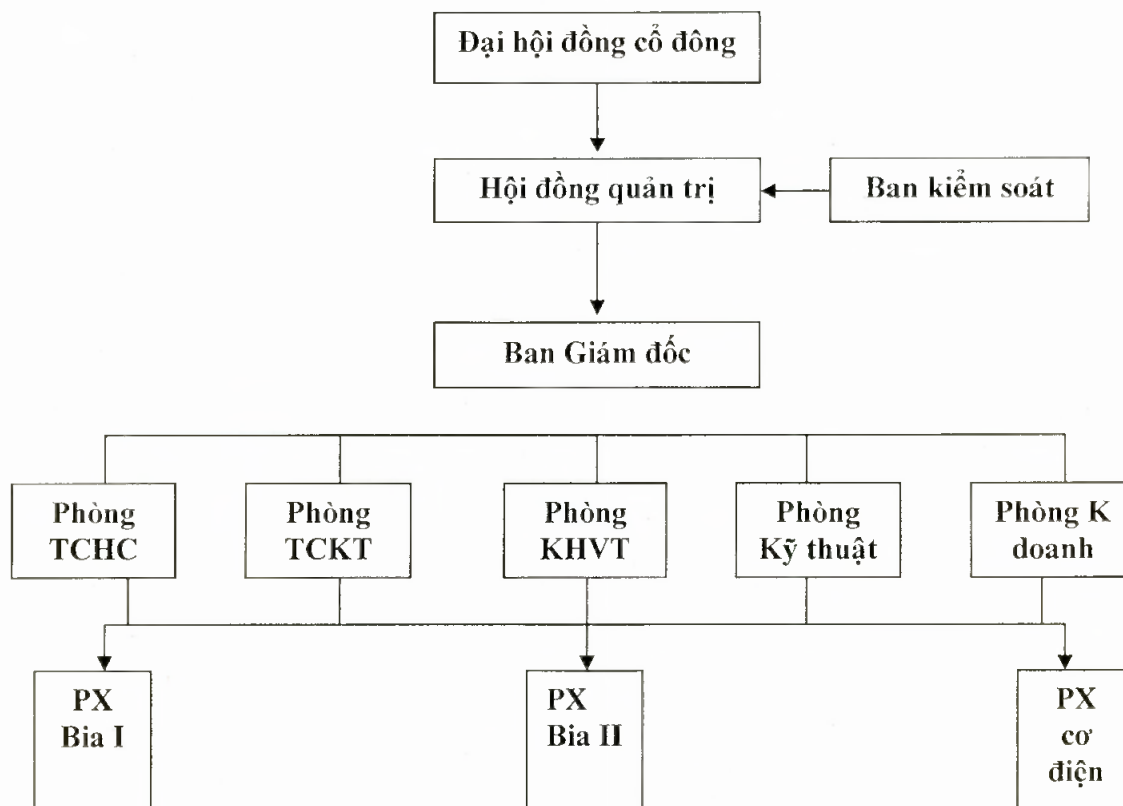 Đại hội đồng cổ đông
Hội đồng quản trị
Ban kiểm soát
Ban Giám đốc
Phòng
TCHC
Phòng
TCKT
Phòng
KHVT
Phòng
Kỹ thuật
Phòng K
doanh
PX
Bia I
PX
Bia II
PX
cơ
điện